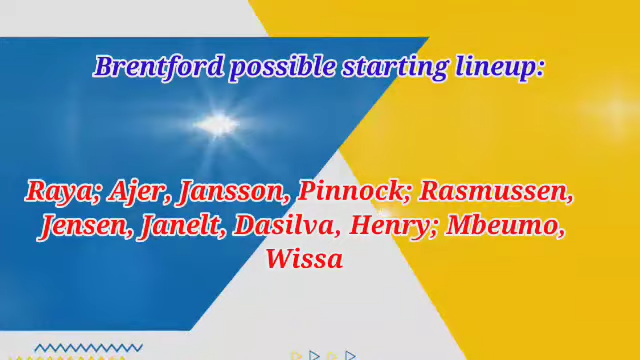 Brentford possible starting lineup:
Raya; Ajer, Jansson, Pinnock; Rasmussen,
Jensen, Janelt, Dasilva, Henry; Mbeumo,
Wissa